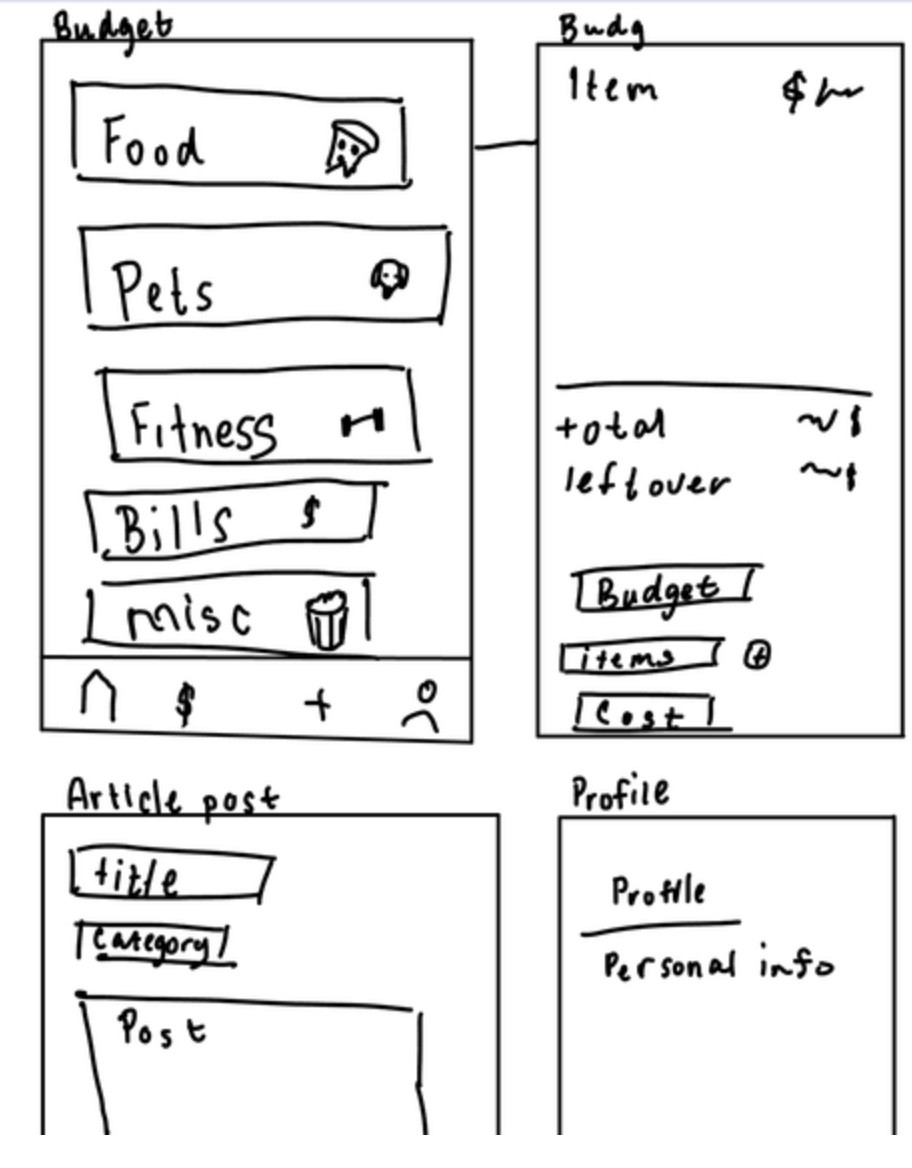 Budget
Food
Pets
Fitness
Bills $
misc
$ +
Budg
Item $
total $
leftover $
Budget
items +
Cost
Article post
title
Category
Post
Profile
Profile
Personal info